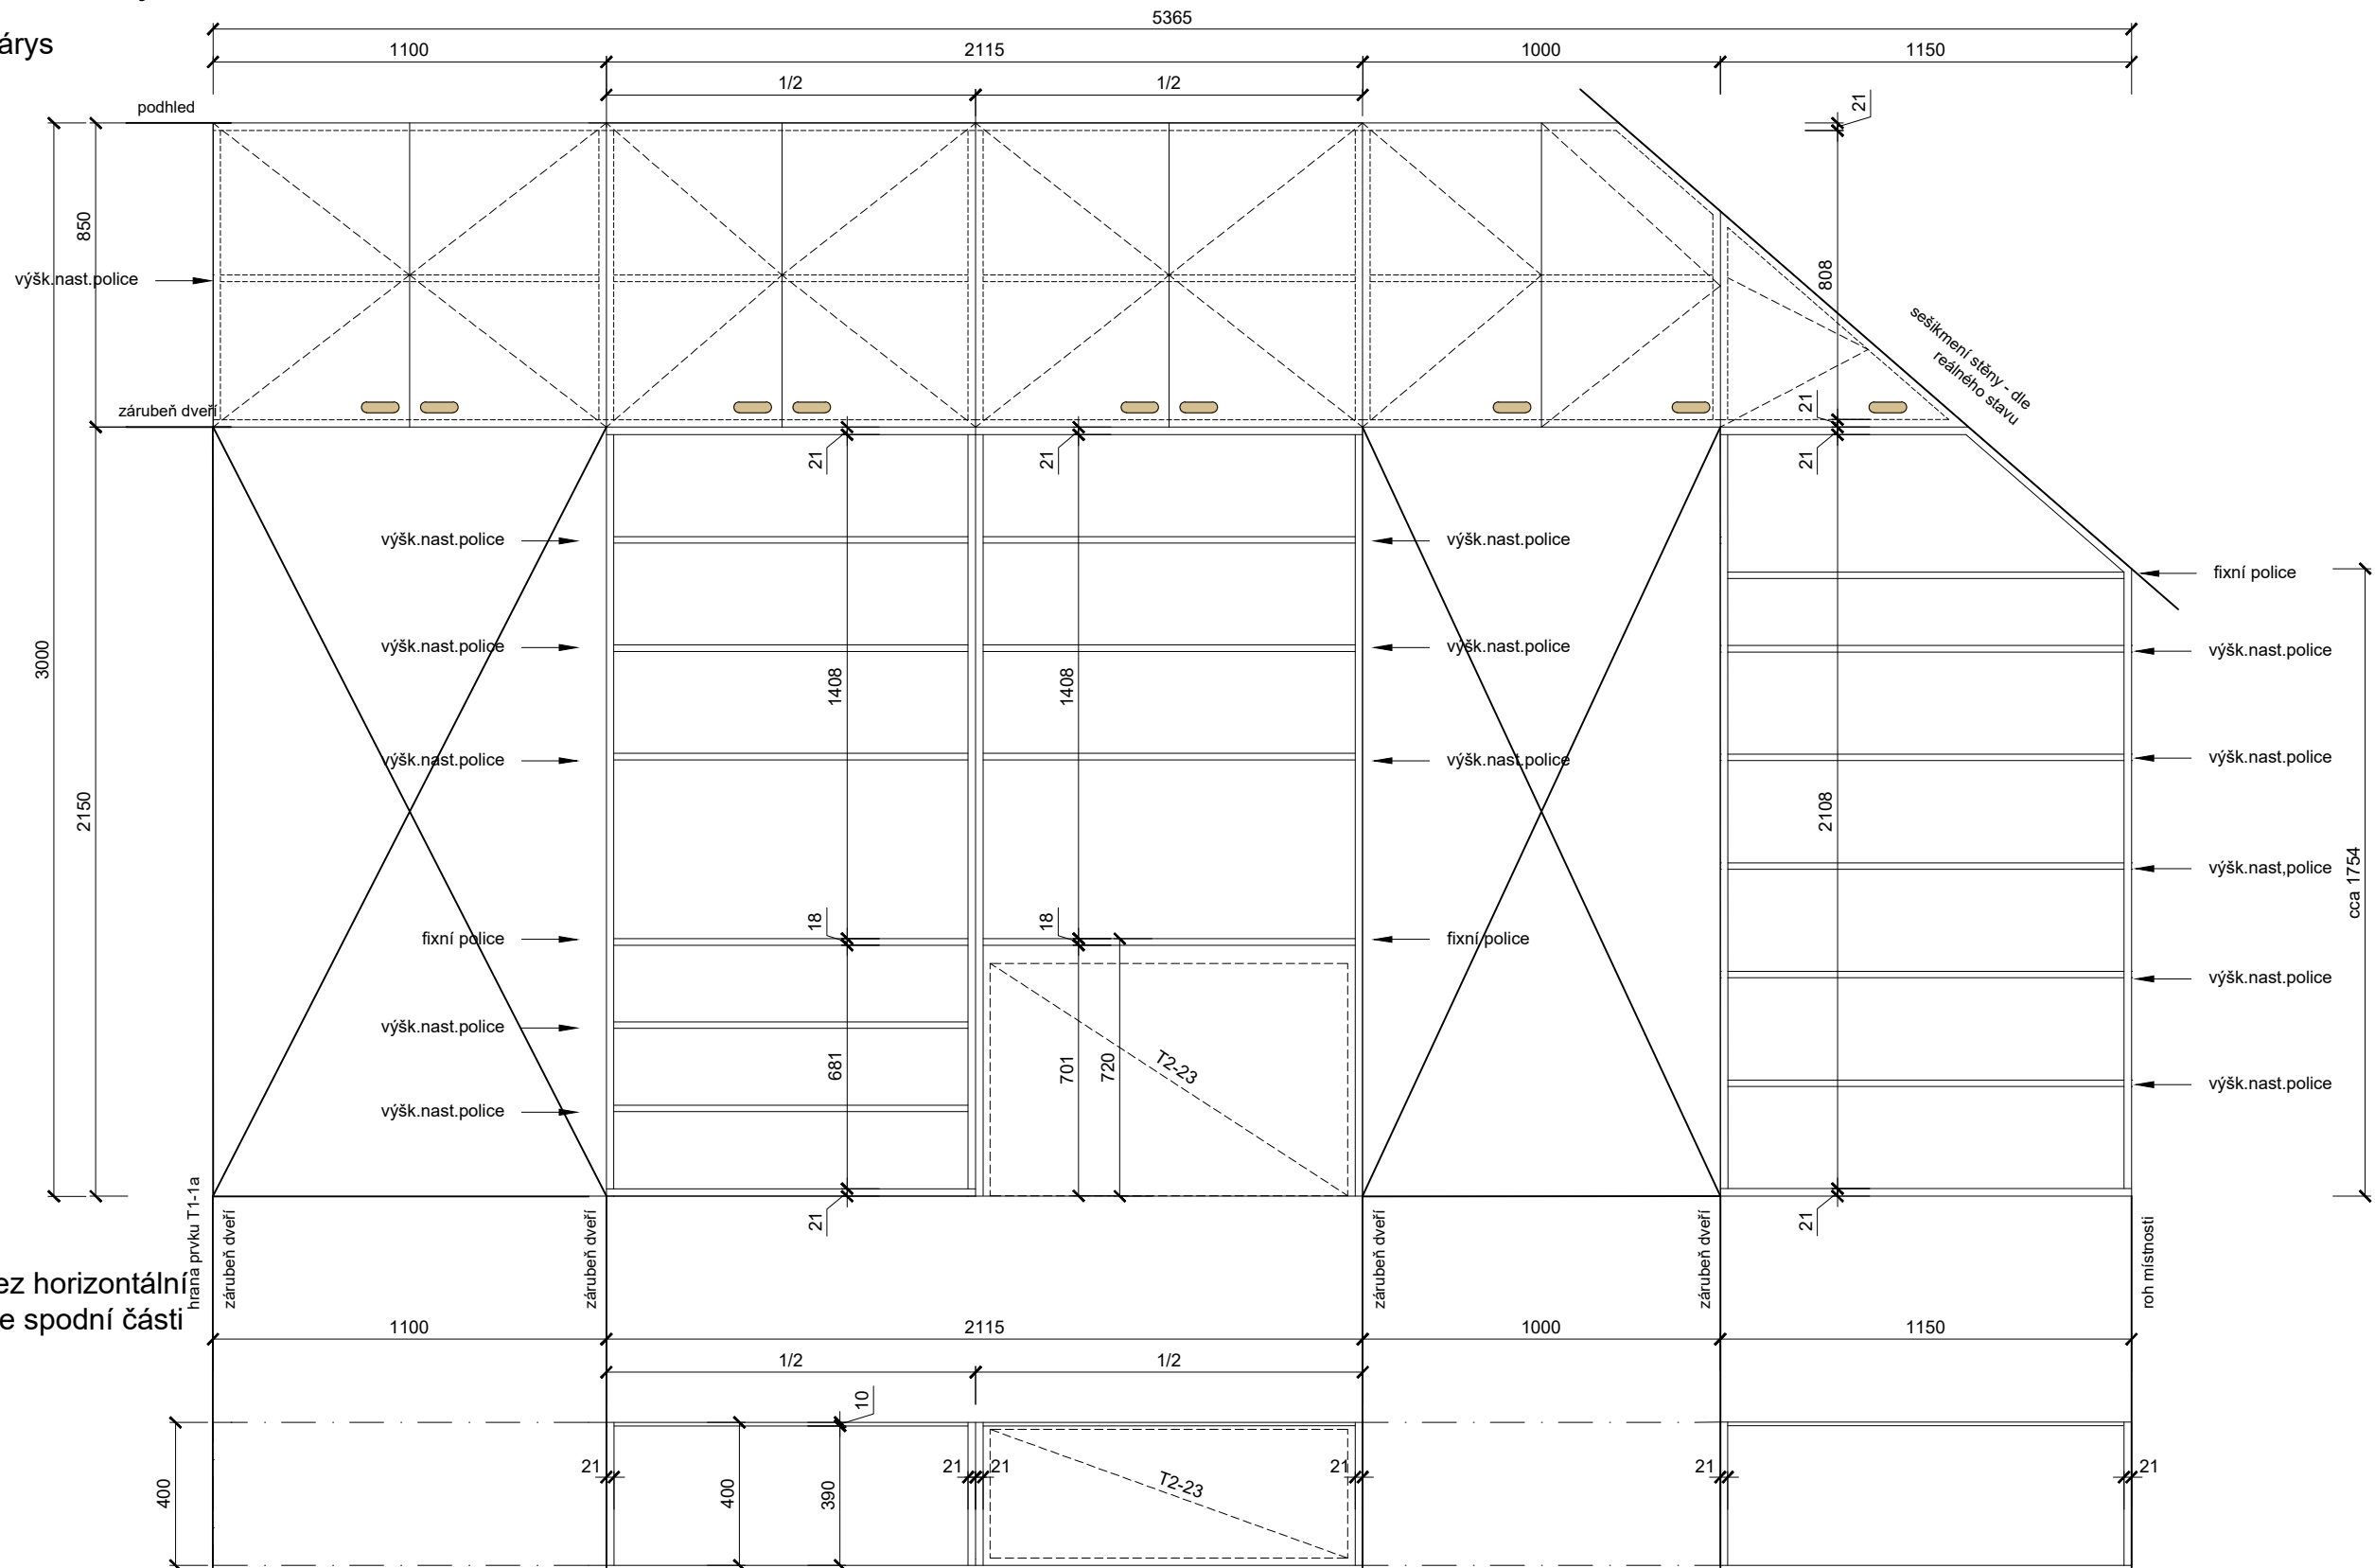 árys
5365
1100
2115
1000
1150
1/2
1/2
podhled
21
850
výšk.nast.police
808
sešikmení stěny - dle
reálného stavu
zárubeň dveří
21
21
21
21
3000
2150
výšk.nast.police
výšk.nast.police
výšk.nast.police
fixní police
výšk.nast.police
výšk.nast.police
1408
1408
18
18
681
701
720
T2-23
21
výšk.nast.police
výšk.nast.police
výšk.nast.police
fixní police
2108
21
fixní police
výšk.nast.police
výšk.nast.police
výšk.nast,police
výšk.nast.police
výšk.nast.police
cca 1754
hrana prvku T1-1a
zárubeň dveří
zárubeň dveří
zárubeň dveří
zárubeň dveří
roh místnosti
ez horizontální
e spodní části
1100
2115
1000
1150
1/2
1/2
10
400
21
400
390
21
21
T2-23
21
21
21